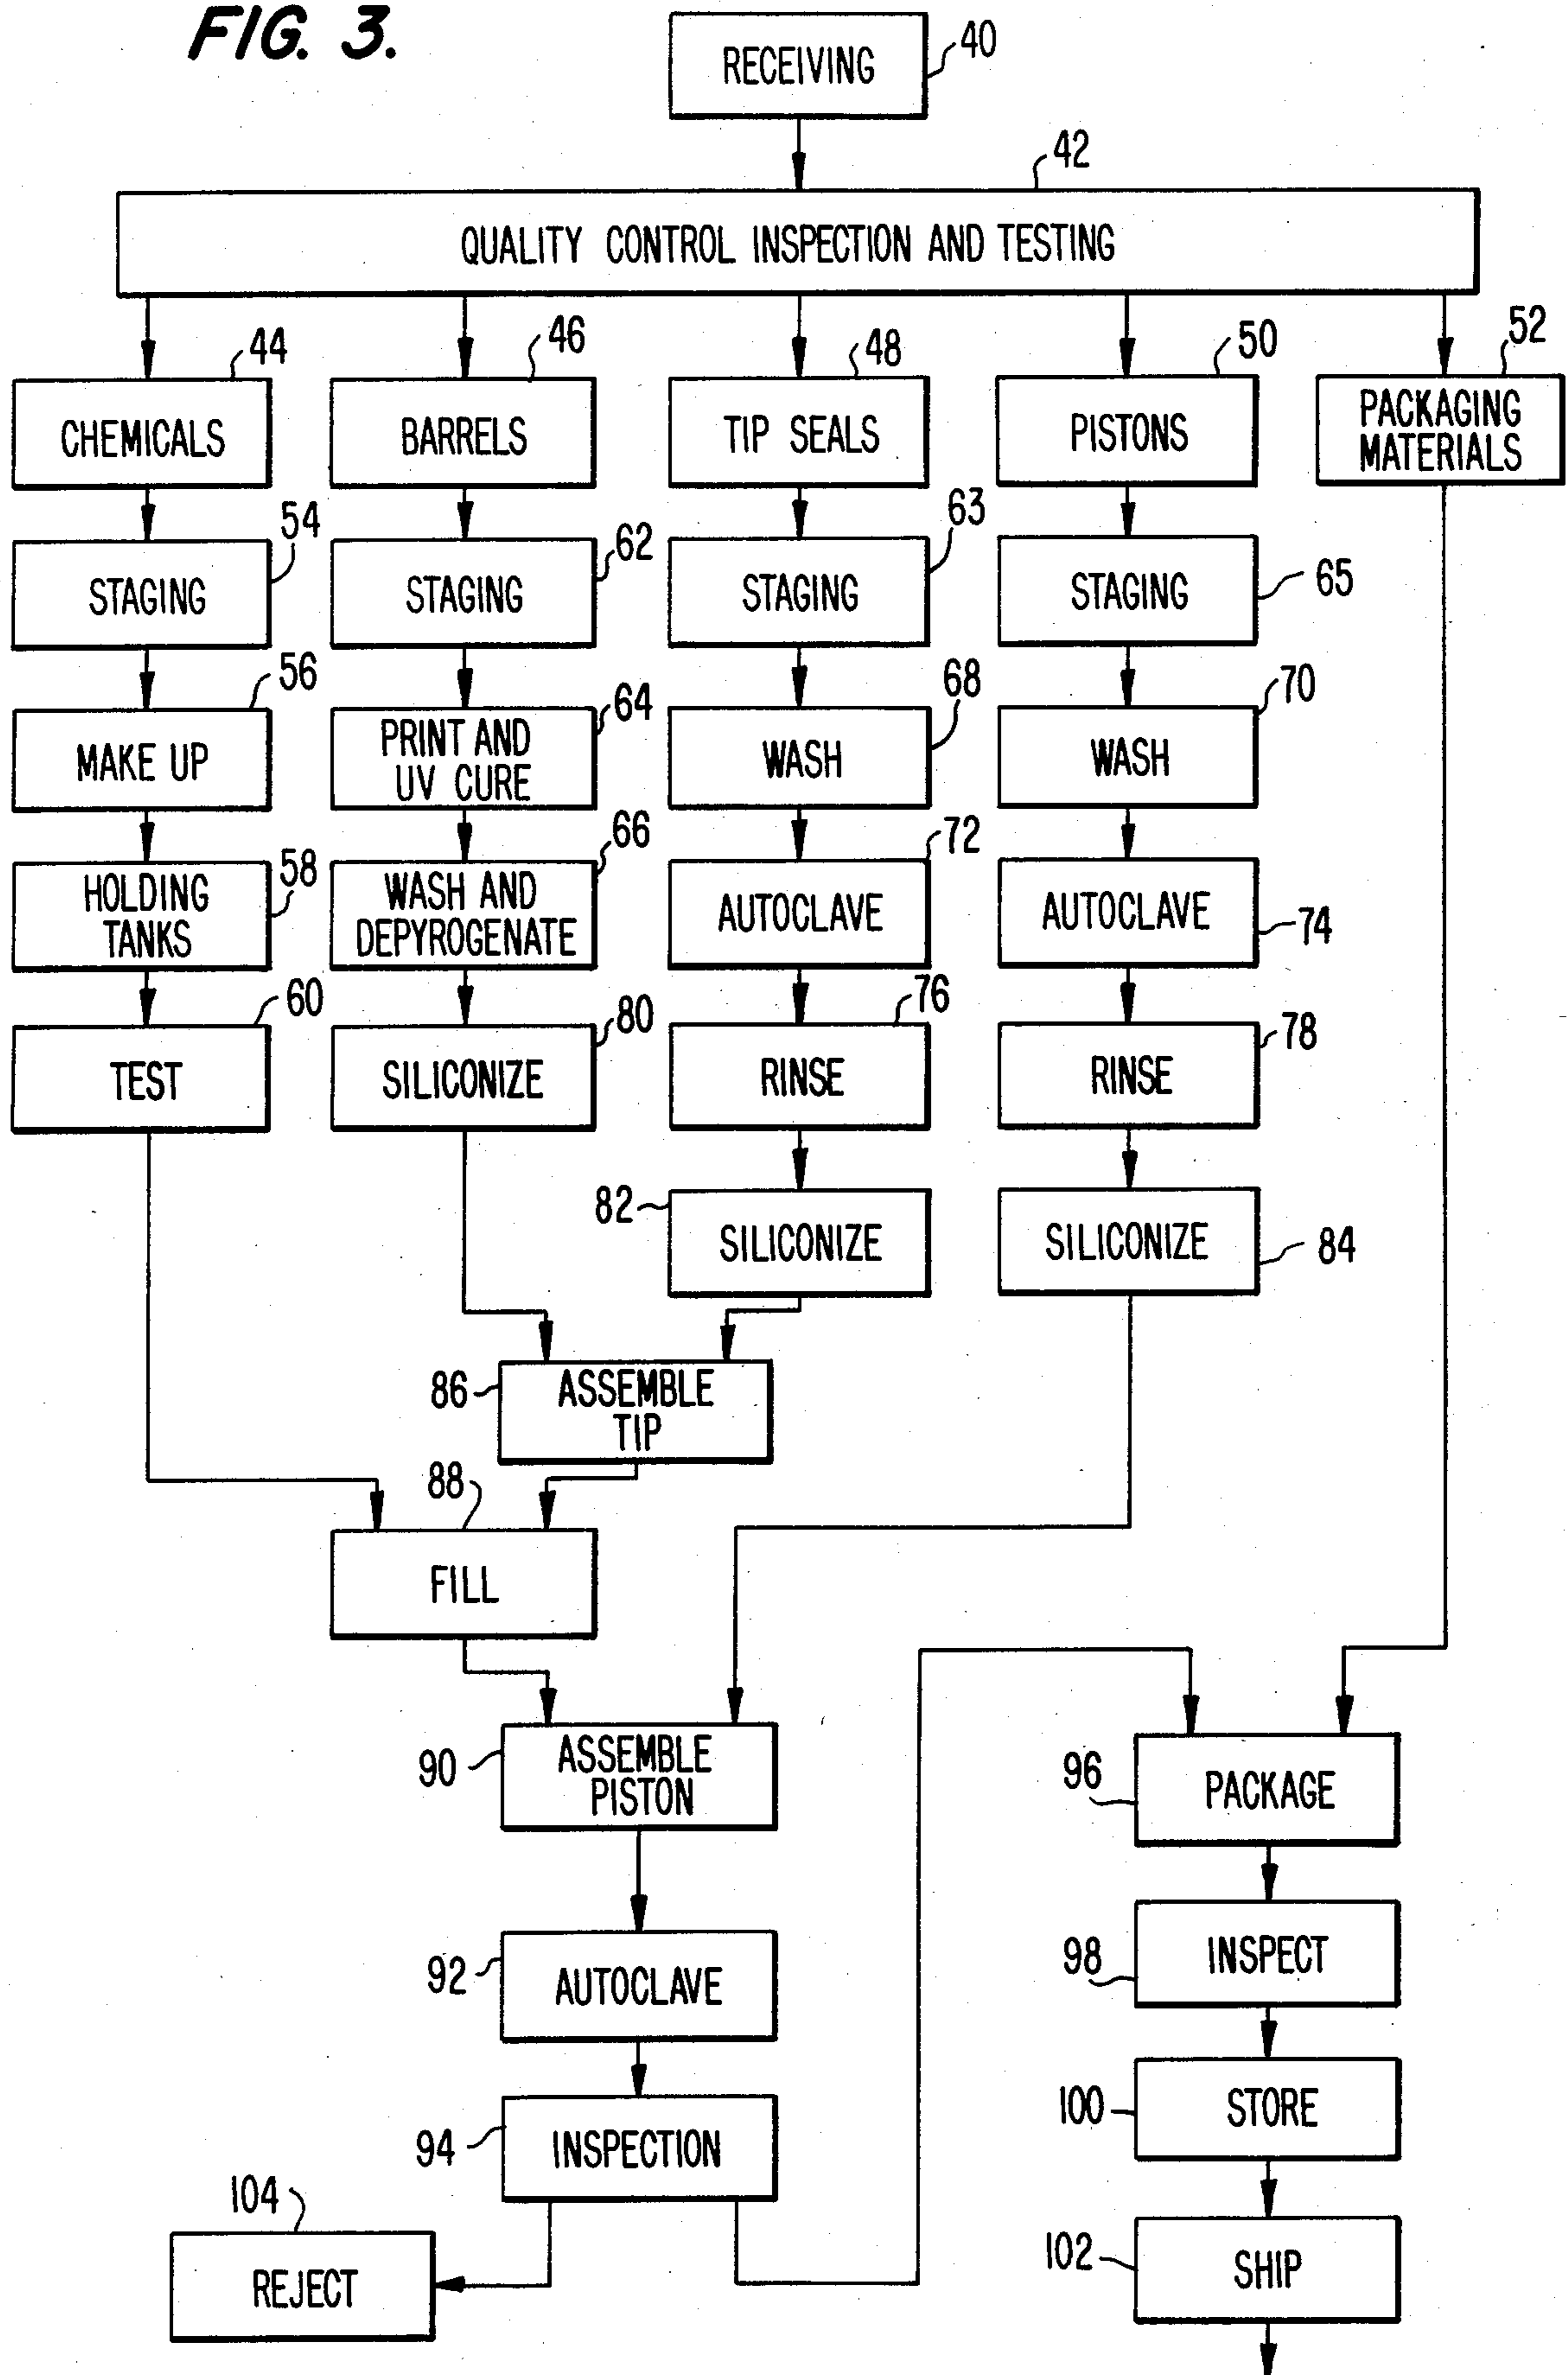 FIG. 3.
RECEIVING
40
42
QUALITY CONTROL INSPECTION AND TESTING
44
46
48
50
52
CHEMICALS
BARRELS
TIP SEALS
PISTONS
PACKAGING
MATERIALS
54
62
63
65
STAGING
STAGING
STAGING
STAGING
56
64
68
70
MAKE UP
PRINT AND
UV CURE
WASH
WASH
58
66
72
74
HOLDING
TANKS
WASH AND
DEPYROGENATE
AUTOCLAVE
AUTOCLAVE
60
80
76
78
TEST
SILICONIZE
RINSE
RINSE
82
SILICONIZE
SILICONIZE
84
86
ASSEMBLE
TIP
88
FILL
90
ASSEMBLE
PISTON
96
PACKAGE
92
AUTOCLAVE
98
INSPECT
94
INSPECTION
100
STORE
104
REJECT
102
SHIP